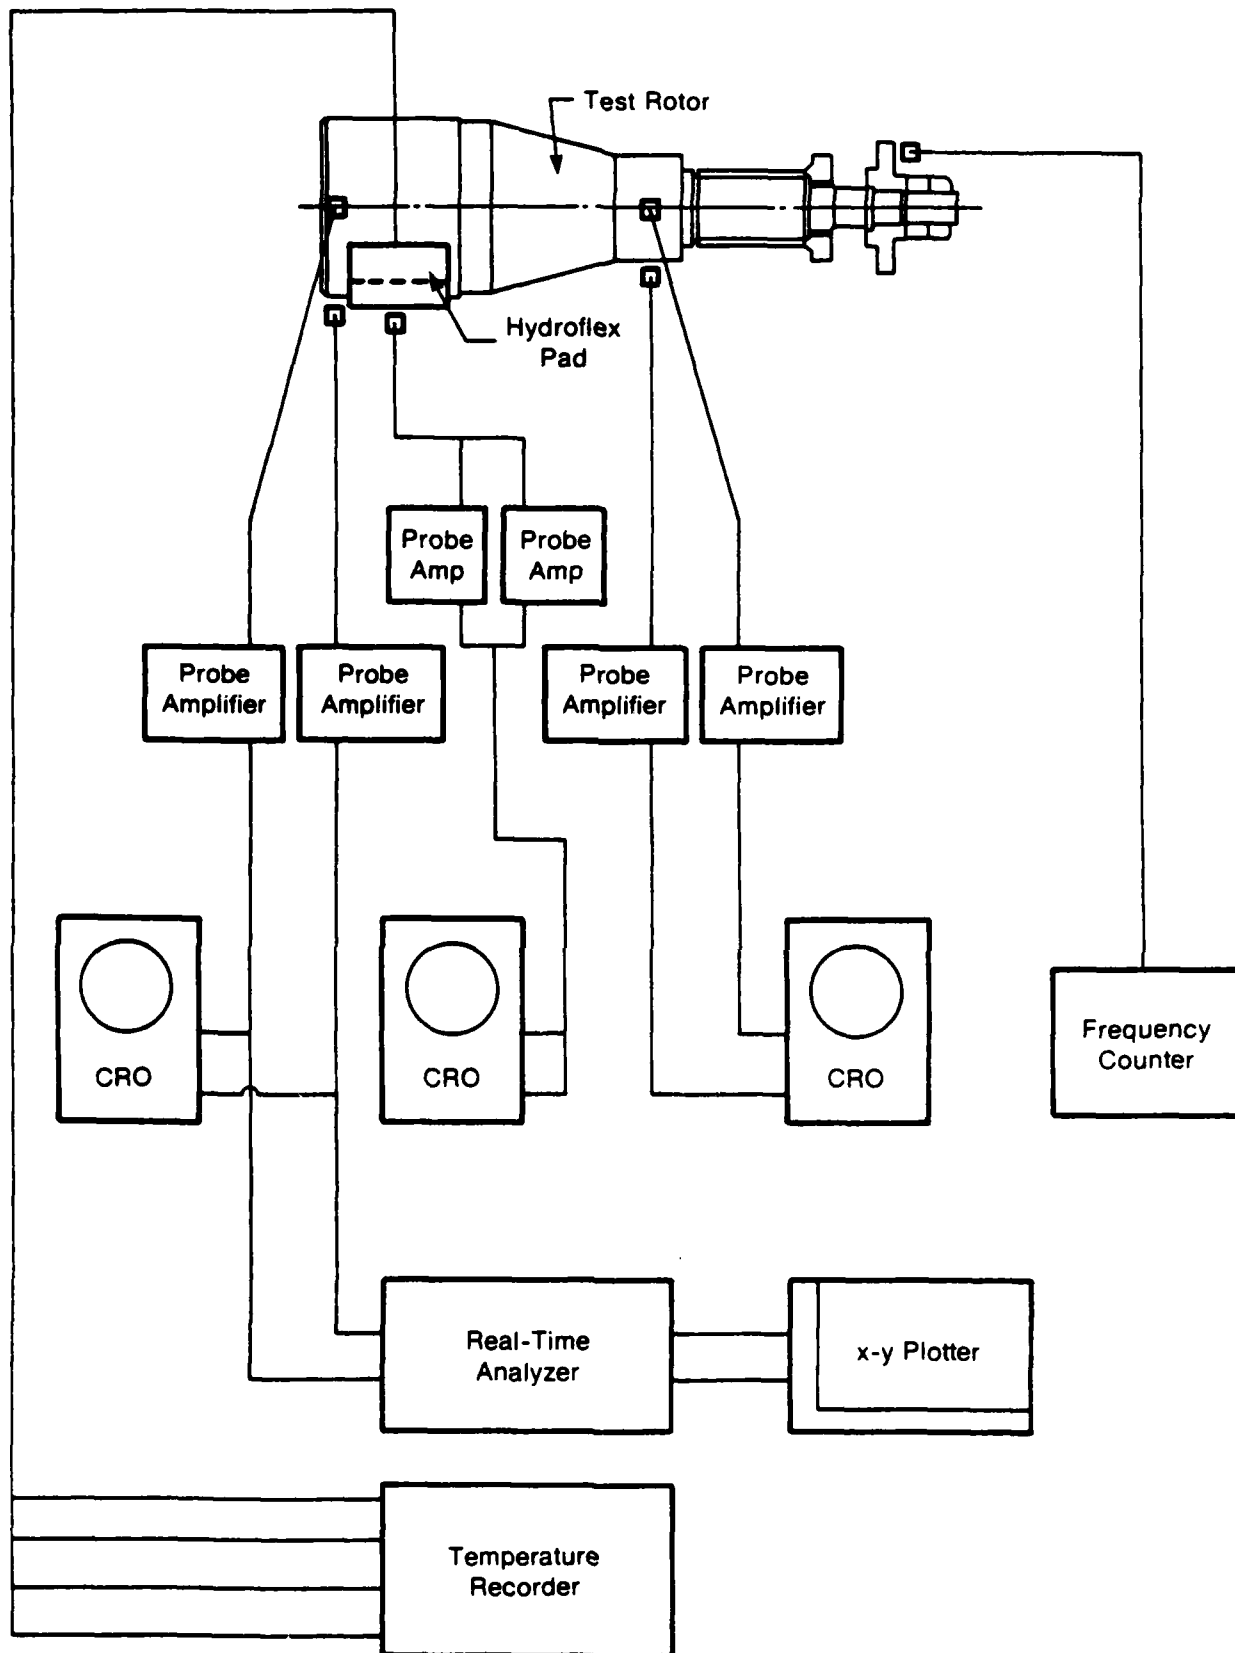 Test Rotor
Hydroflex
Pad
Probe
Amp
Probe
Amp
Probe
Amplifier
Probe
Amplifier
Probe
Amplifier
Probe
Amplifier
CRO
CRO
CRO
Frequency
Counter
Real-Time
Analyzer
x-y Plotter
Temperature
Recorder